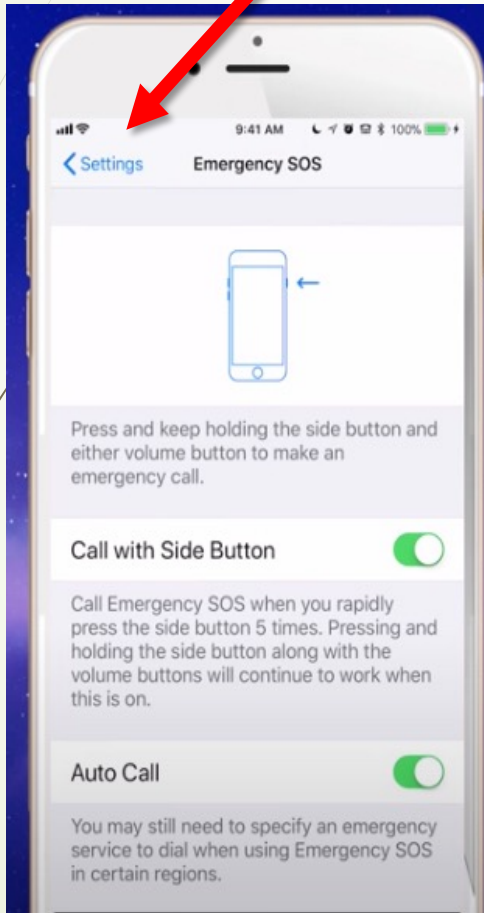 9:41 AM 100%
Settings Emergency SOS
Press and keep holding the side button and
either volume button to make an
emergency call.
Call with Side Button
Call Emergency SOS when you rapidly
press the side button 5 times. Pressing and
holding the side button along with the
volume buttons will continue to work when
this is on.
Auto Call
You may still need to specify an emergency
service to dial when using Emergency SOS
in certain regions.